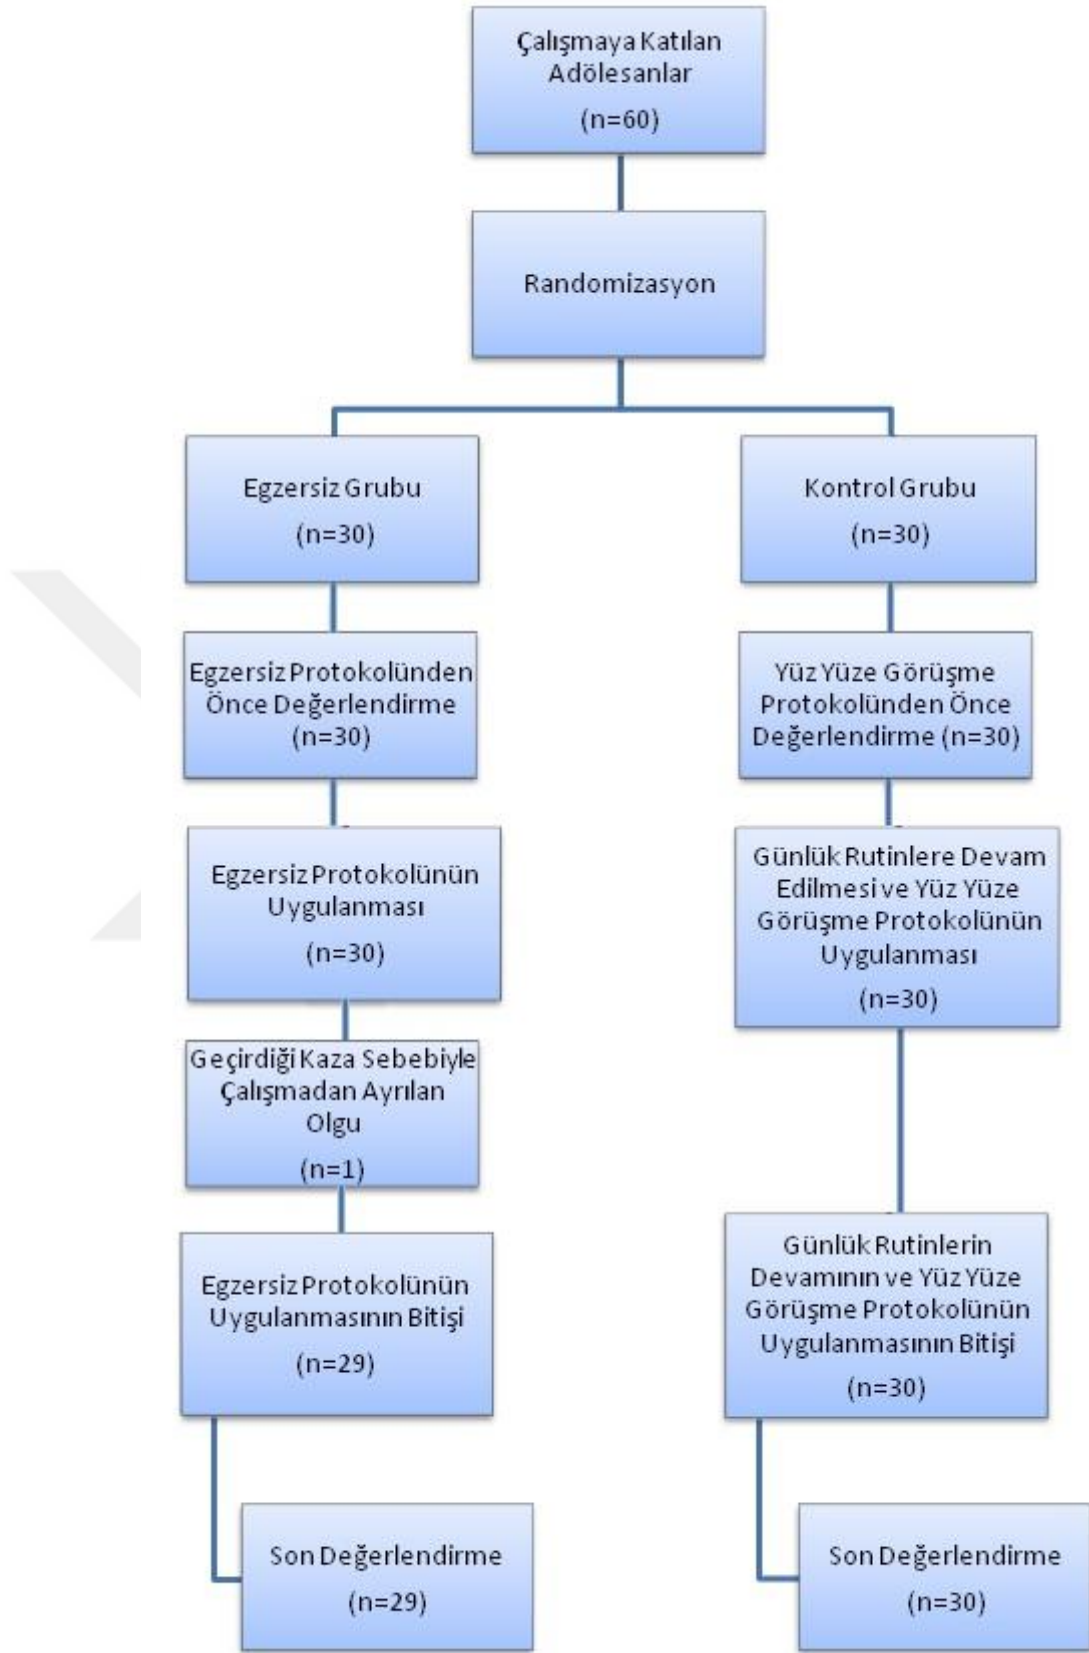 Çalışmaya Katılan
Adölesanlar
(n=60)
Randomizasyon
Egzersiz Grubu
(n=30)
Kontrol Grubu
(n=30)
Egzersiz Protokolünden
Önce Değerlendirme
(n=30)
Yüz Yüze Görüşme
Protokolünden Önce
Değerlendirme (n=30)
Egzersiz Protokolünün
Uygulanması
(n=30)
Günlük Rutinlere Devam
Edilmesi ve Yüz Yüze
Görüşme Protokolünün
Uygulanması
(n=30)
Geçirdiği Kaza Sebebiyle
Çalışmadan Ayrılan
Olgu
(n=1)
Egzersiz Protokolünün
Uygulanmasının Bitişi
(n=29)
Günlük Rutinlerin
Devamının ve Yüz Yüze
Görüşme Protokolünün
Uygulanmasının Bitişi
(n=30)
Son Değerlendirme
(n=29)
Son Değerlendirme
(n=30)